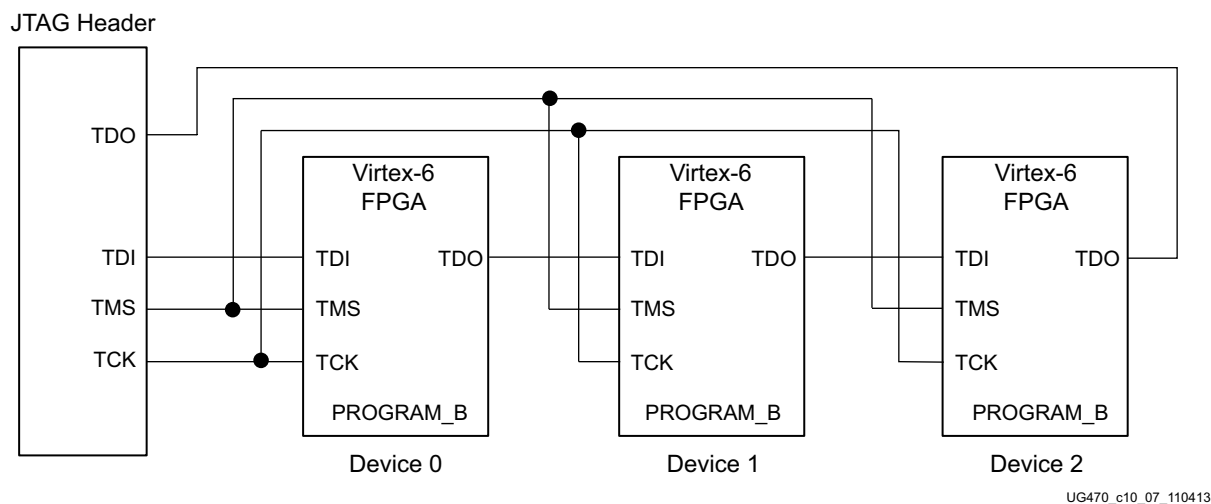 JTAG Header
TDO
TDI
TMS
TCK
Virtex-6
FPGA
TDI
TDO
TMS
TCK
PROGRAM_B
Device 0
Virtex-6
FPGA
TDI
TDO
TMS
TCK
PROGRAM_B
Device 1
Virtex-6
FPGA
TDI
TDO
TMS
TCK
PROGRAM_B
Device 2
UG470_c10_07_110413